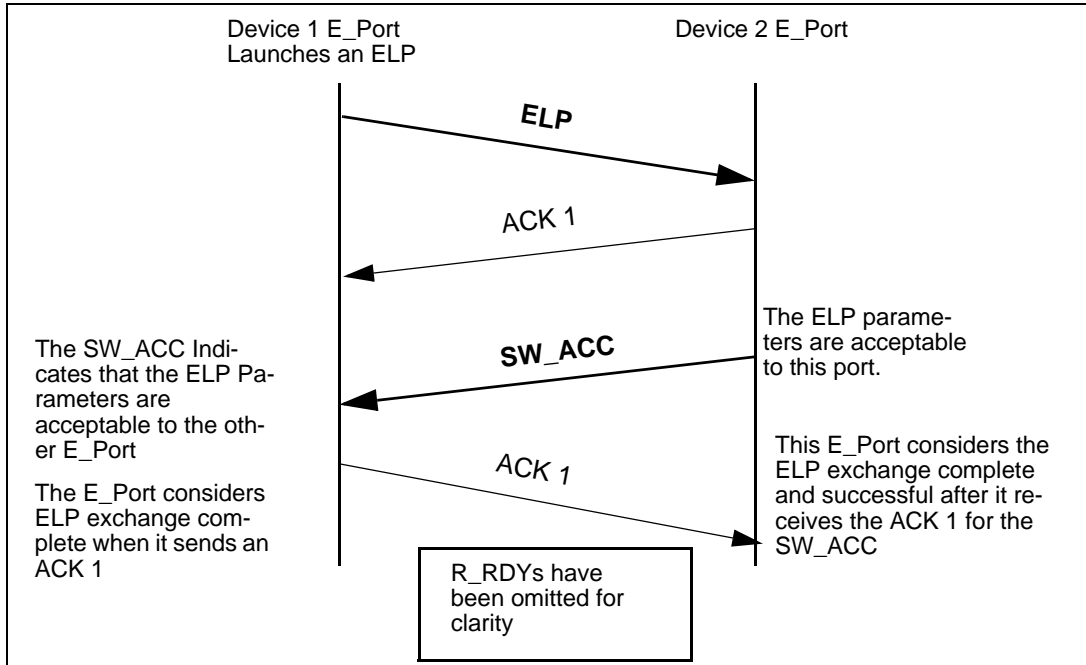 Device 1 E_Port
Launches an ELP
Device 2 E_Port
ELP
ACK 1
The ELP parame-
ters are acceptable
to this port.
SW_ACC
The SW_ACC Indi-
cates that the ELP Pa-
rameters are
acceptable to the oth-
er E_Port
ACK 1
This E_Port considers the
ELP exchange complete
and successful after it re-
ceives the ACK 1 for the
SW_ACC
The E_Port considers
ELP exchange com-
plete when it sends an
ACK 1
R_RDYs have
been omitted for
clarity